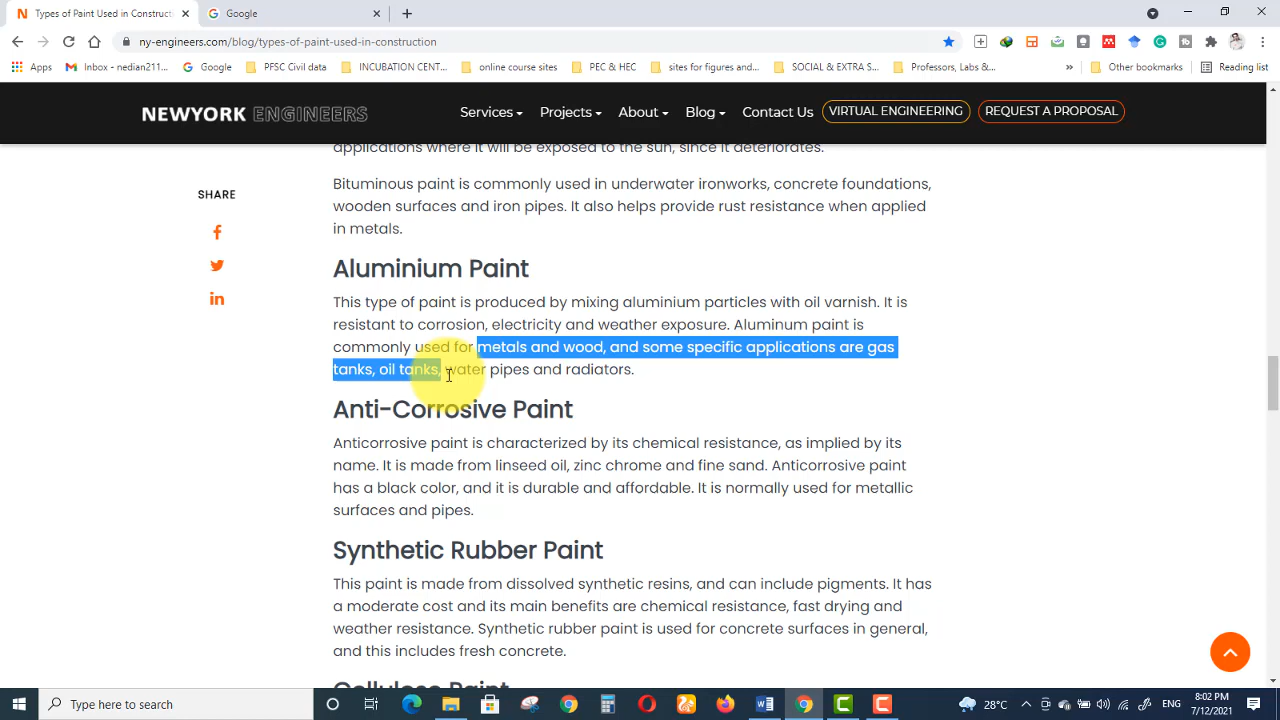 Types of Paint Used in Construct
Google
ny-engineers.com/blog/types-of-paint-used-in-construction
Apps
Inbox - nedian211...
Google
PFSC Civil data
INCUBATION CENT...
online course sites
PEC & HEC
sites for figures and...
SOCIAL & EXTRA S...
Professors, Labs &...
»
Other bookmarks
Reading list
NEWYORK ENGINEERS
Services
Projects
About
Blog
Contact Us
VIRTUAL ENGINEERING
REQUEST A PROPOSAL
applications where it will be exposed to the sun, since it deteriorates.
SHARE
Bituminous paint is commonly used in underwater ironworks, concrete foundations,
wooden surfaces and iron pipes. It also helps provide rust resistance when applied
in metals.
Aluminium Paint
This type of paint is produced by mixing aluminium particles with oil varnish. It is
resistant to corrosion, electricity and weather exposure. Aluminum paint is
commonly used for metals and wood, and some specific applications are gas
tanks, oil tanks, water pipes and radiators.
Anti-Corrosive Paint
Anticorrosive paint is characterized by its chemical resistance, as implied by its
name. It is made from linseed oil, zinc chrome and fine sand. Anticorrosive paint
has a black color, and it is durable and affordable. It is normally used for metallic
surfaces and pipes.
Synthetic Rubber Paint
This paint is made from dissolved synthetic resins, and can include pigments. It has
a moderate cost and its main benefits are chemical resistance, fast drying and
weather resistance. Synthetic rubber paint is used for concrete surfaces in general,
and this includes fresh concrete.
Cellulose Paint
Type here to search
28°C
ENG
8:02 PM
7/12/2021